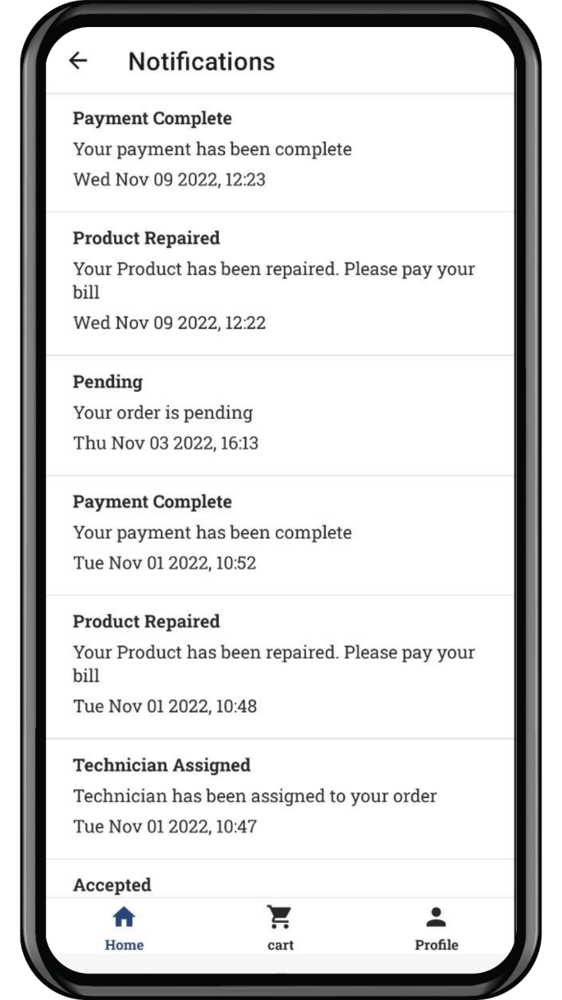 Notifications
Payment Complete
Your payment has been complete
Wed Nov 09 2022, 12:23
Product Repaired
Your Product has been repaired. Please pay your
bill
Wed Nov 09 2022, 12:22
Pending
Your order is pending
Thu Nov 03 2022, 16:13
Payment Complete
Your payment has been complete
Tue Nov 01 2022, 10:52
Product Repaired
Your Product has been repaired. Please pay your
bill
Tue Nov 01 2022, 10:48
Technician Assigned
Technician has been assigned to your order
Tue Nov 01 2022, 10:47
Accepted
Home cart Profile